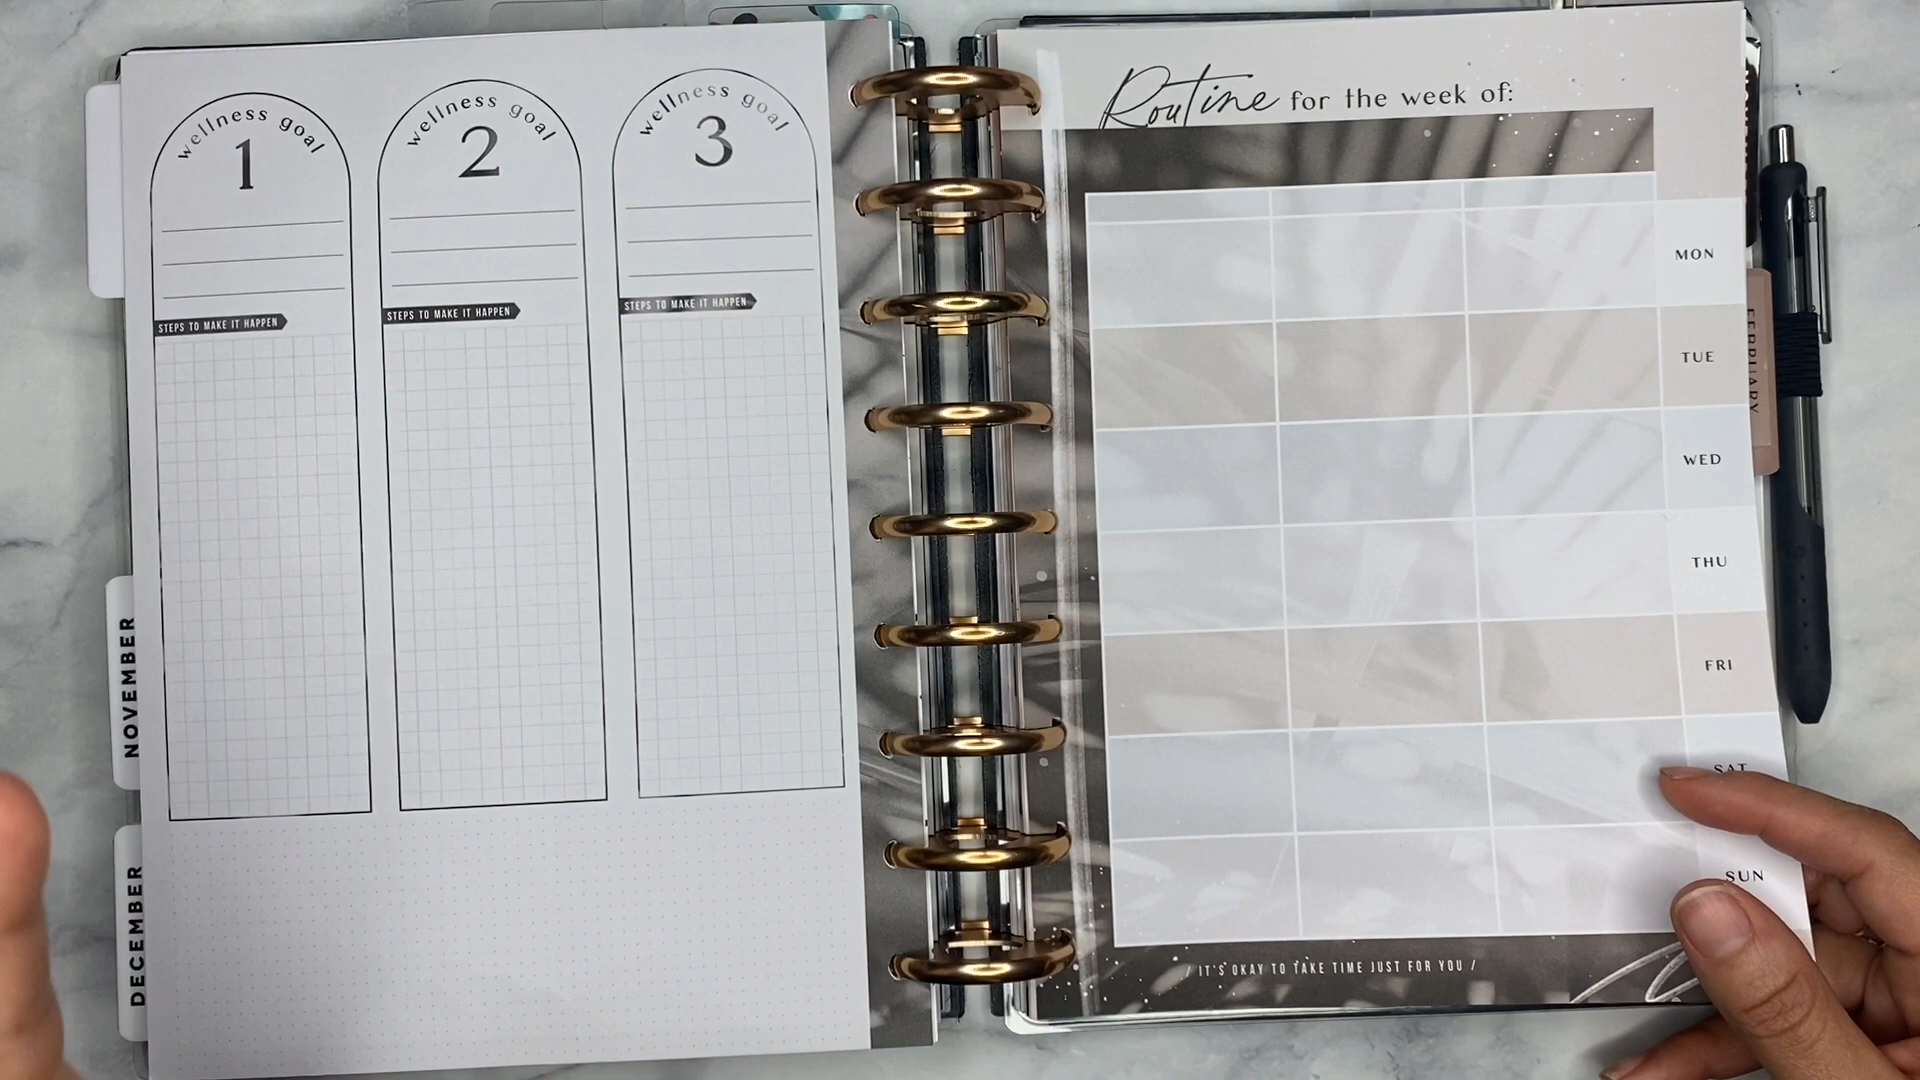 wellness goal
1
STEPS TO MAKE IT HAPPEN
wellness goal
2
STEPS TO MAKE IT HAPPEN
wellness goal
3
STEPS TO MAKE IT HAPPEN
NOVEMBER
DECEMBER
Routine for the week of:
MON
TUE
WED
THU
FRI
SAT
SUN
/ IT'S OKAY TO TAKE TIME JUST FOR YOU /
FEBRUARY